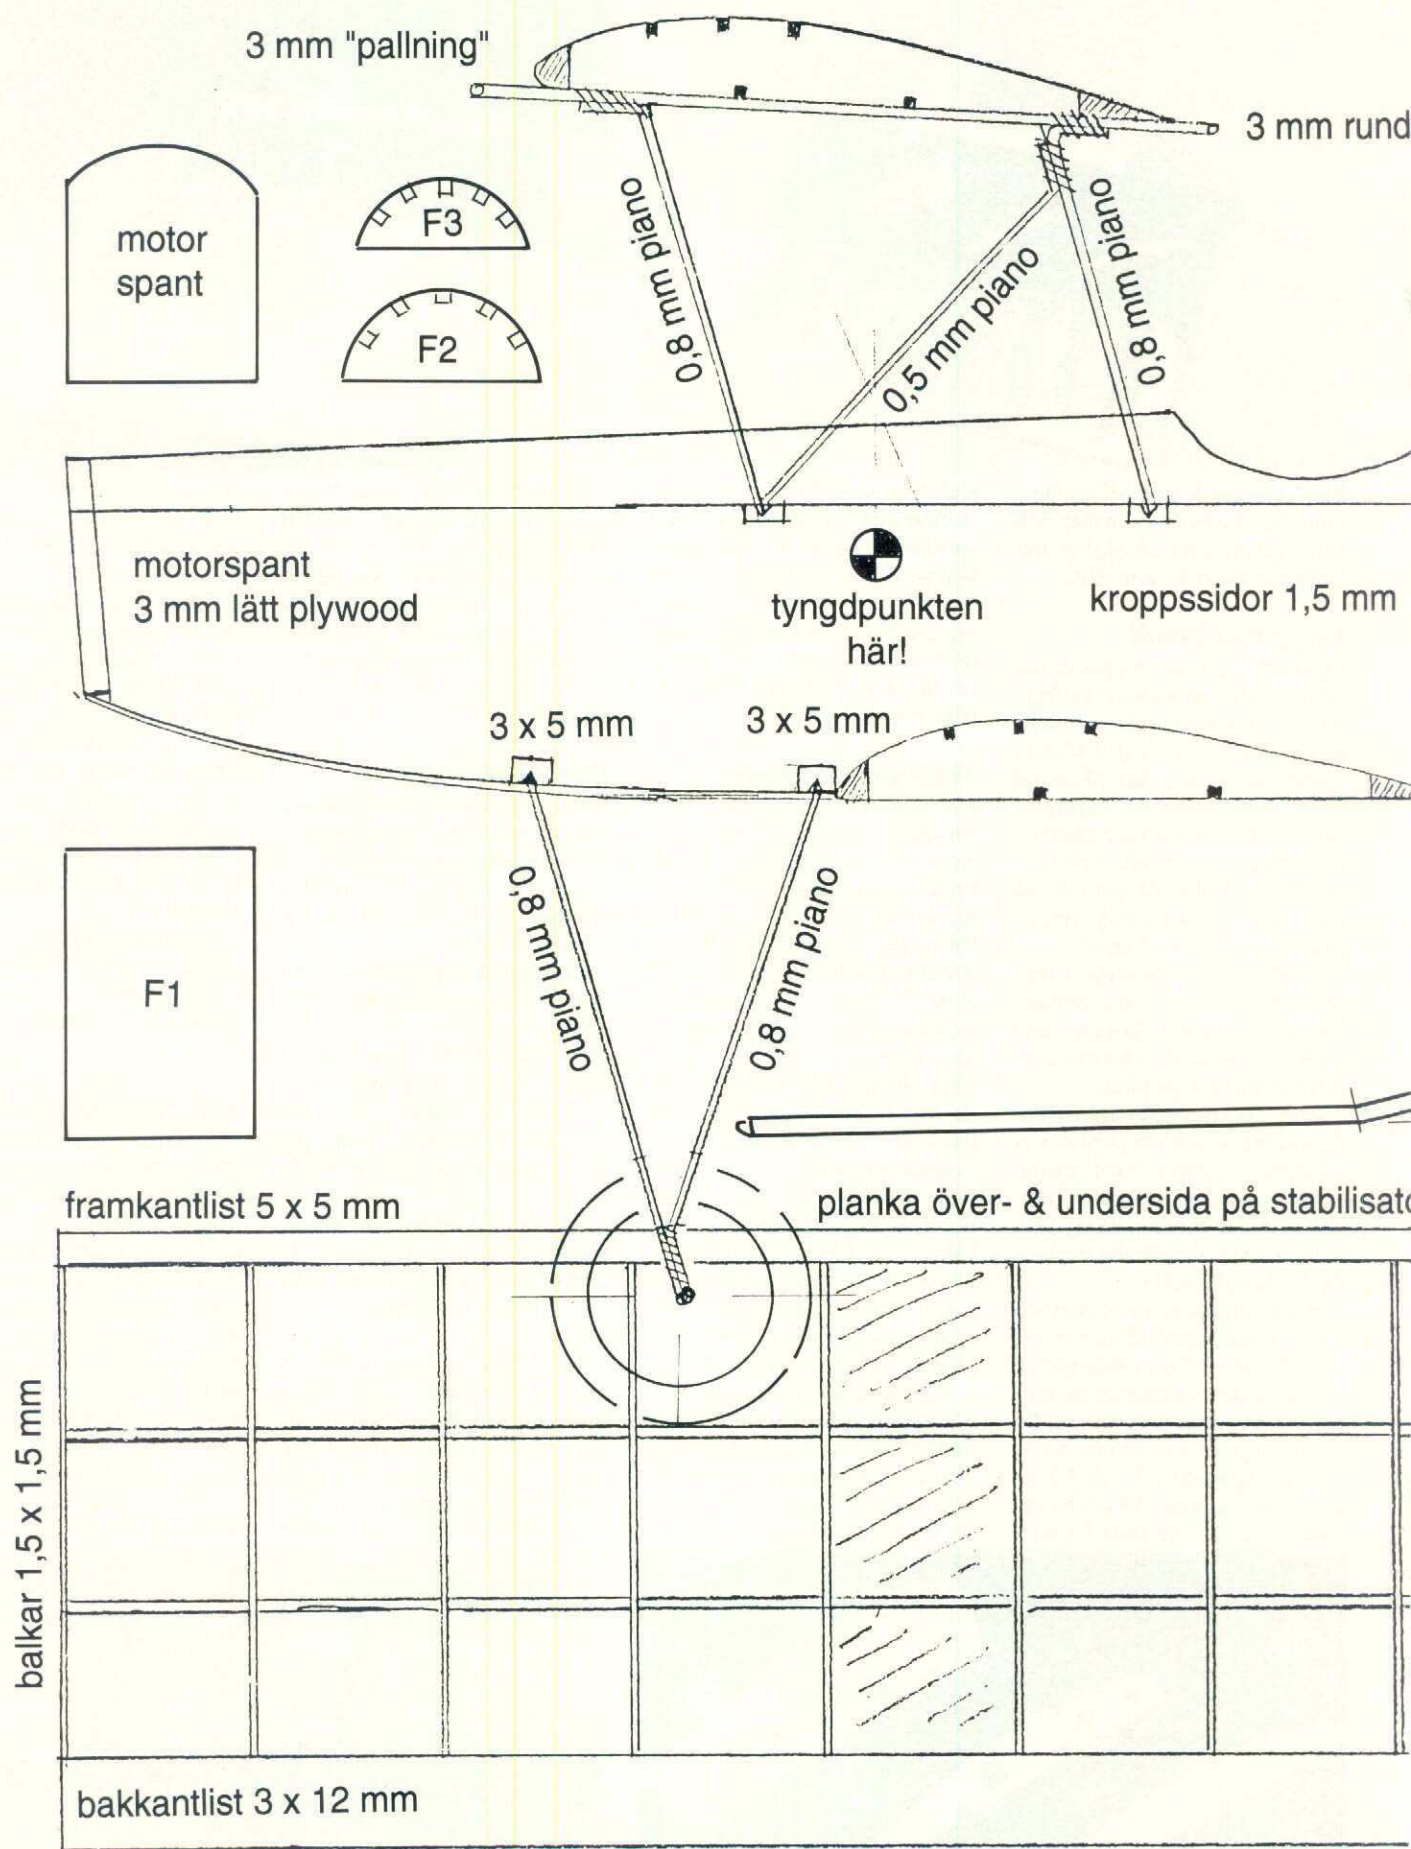 3 mm "pallning"
3 mm rund
motor
spant
F3
F2
0,8 mm piano
0,5 mm piano
0,8 mm piano
motorspant
3 mm lätt plywood
tyngdpunkten
här!
kroppssidor 1,5 mm
3 x 5 mm
3 x 5 mm
F1
0,8 mm piano
0,8 mm piano
framkantlist 5 x 5 mm
planka över- & undersida på
balkar 1,5 x 1,5 mm
bakkantlist 3 x 12 mm